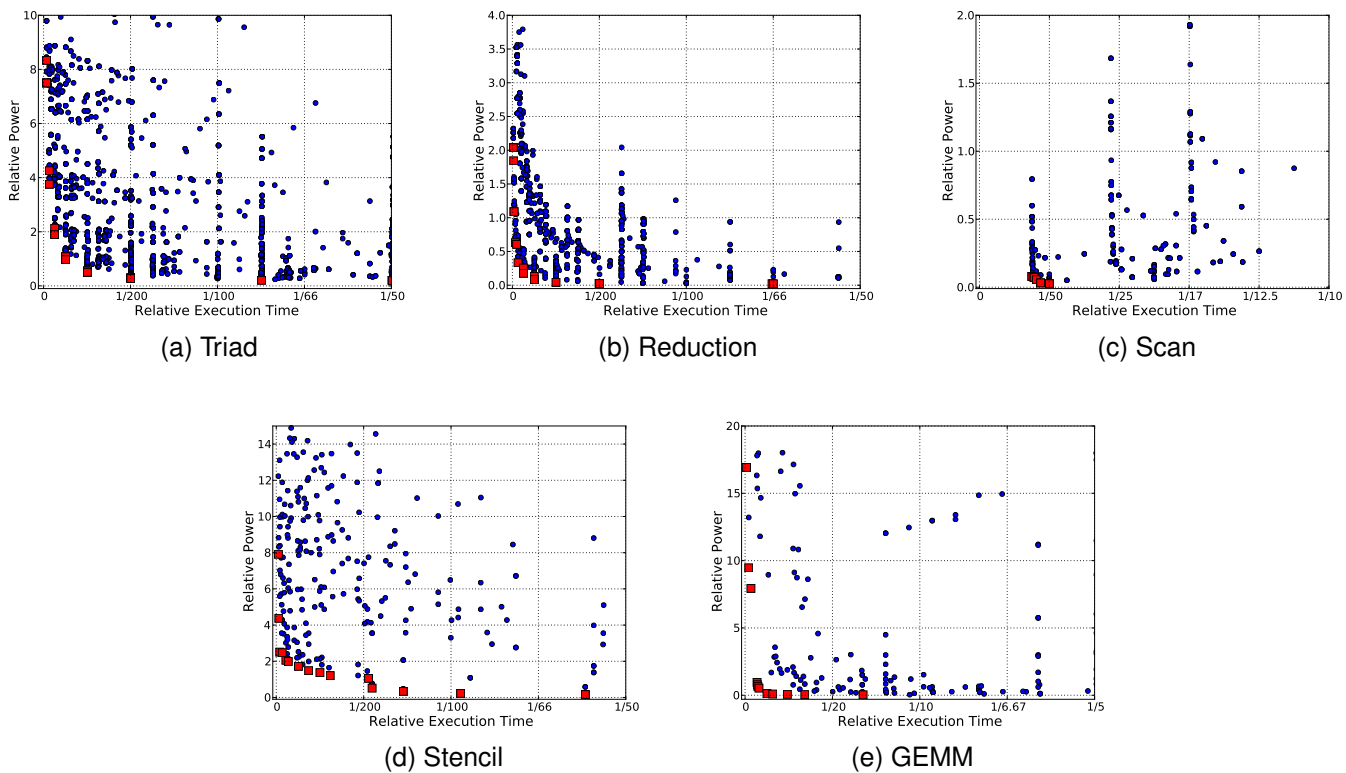 10
8
6
4
2
0
Relative Power
0 1/200 1/100 1/66 1/50
Relative Execution Time
(a) Triad
4.0
3.5
3.0
2.5
2.0
1.5
1.0
0.5
0.0
Relative Power
0 1/200 1/100 1/66 1/50
Relative Execution Time
(b) Reduction
2.0
1.5
1.0
0.5
0.0
Relative Power
0 1/50 1/25 1/17 1/12.5 1/10
Relative Execution Time
(c) Scan
14
12
10
8
6
4
2
0
Relative Power
0 1/200 1/100 1/66 1/50
Relative Execution Time
(d) Stencil
20
15
10
5
0
Relative Power
0 1/20 1/10 1/6.67 1/5
Relative Execution Time
(e) GEMM